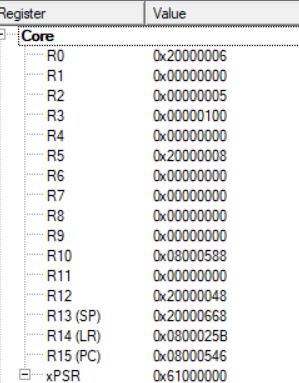 Register Value
Core
R0 0x20000006
R1 0x00000000
R2 0x00000005
R3 0x00000100
R4 0x00000000
R5 0x20000008
R6 0x00000000
R7 0x00000000
R8 0x00000000
R9 0x00000000
R10 0x08000588
R11 0x00000000
R12 0x20000048
R13 (SP) 0x20000668
R14 (LR) 0x0800025B
R15 (PC) 0x08000546
xPSR 0x61000000